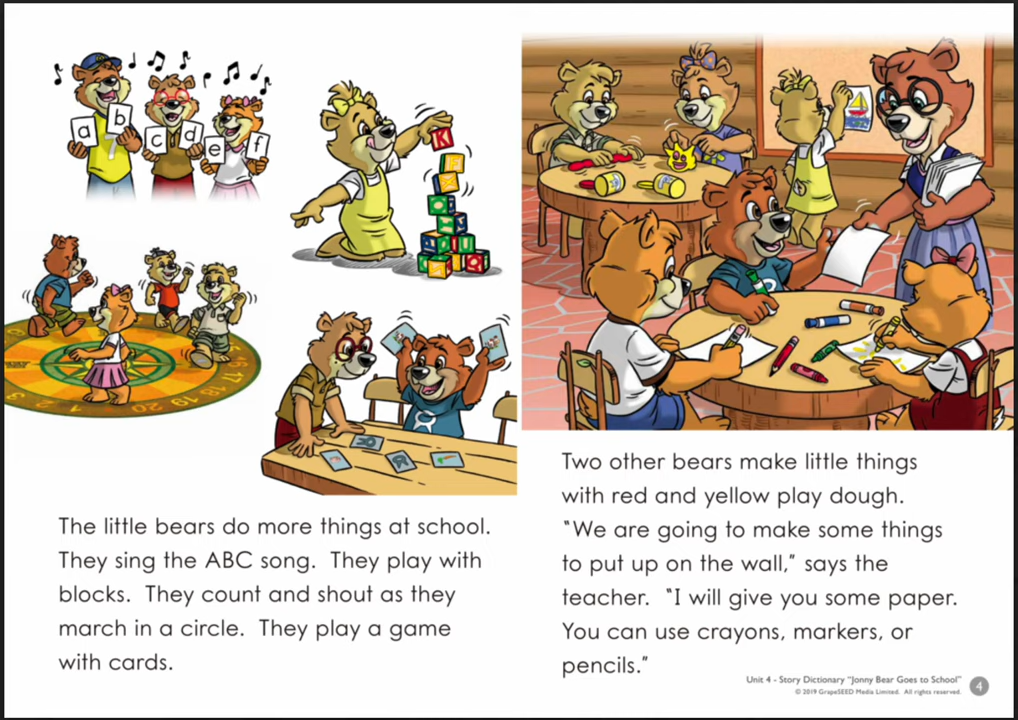 a
b
c
d
e
f
K
The little bears do more things at school.
They sing the ABC song. They play with
blocks. They count and shout as they
march in a circle. They play a game
with cards.
Two other bears make little things
with red and yellow play dough.
“We are going to make some things
to put up on the wall,” says the
teacher. “I will give you some paper.
You can use crayons, markers, or
pencils.”
Unit 4 - Story Dictionary “Jonny Bear Goes to School”
© 2019 GrapeSEED Media Limited. All rights reserved.
4